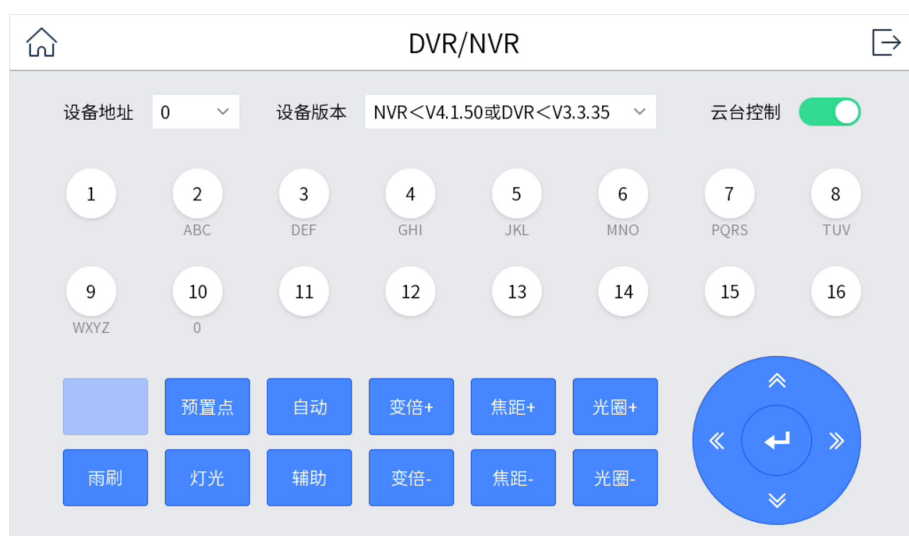 DVR/NVR
设备地址 0 设备版本 NVR＜V4.1.50或DVR＜V3.3.35 云台控制
1 2 3 4 5 6 7 8
ABC DEF GHI JKL MNO PQRS TUV
9 10 11 12 13 14 15 16
WXYZ 0
预置点 自动 变倍+ 焦距+ 光圈+
雨刷 灯光 辅助 变倍- 焦距- 光圈-